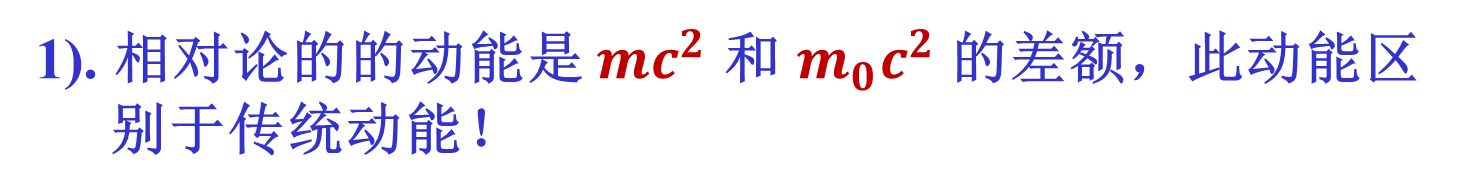 1). 相对论的的动能是 mc² 和 m₀c² 的差额，此动能区
别于传统动能！